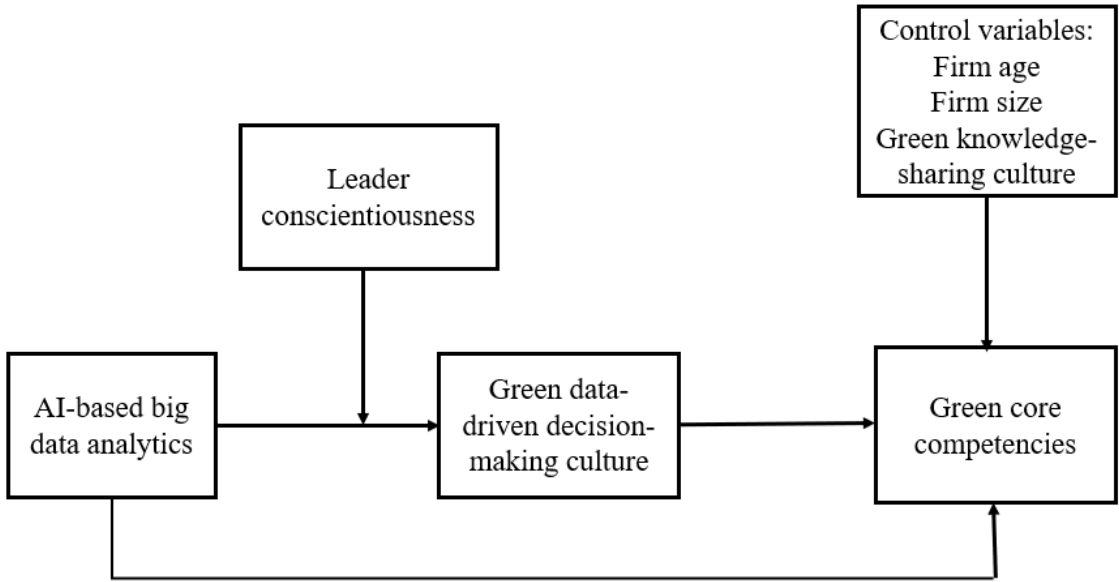 Control variables:
Firm age
Firm size
Green knowledge-
sharing culture
Leader
conscientiousness
AI-based big
data analytics
Green data-
driven decision-
making culture
Green core
competencies